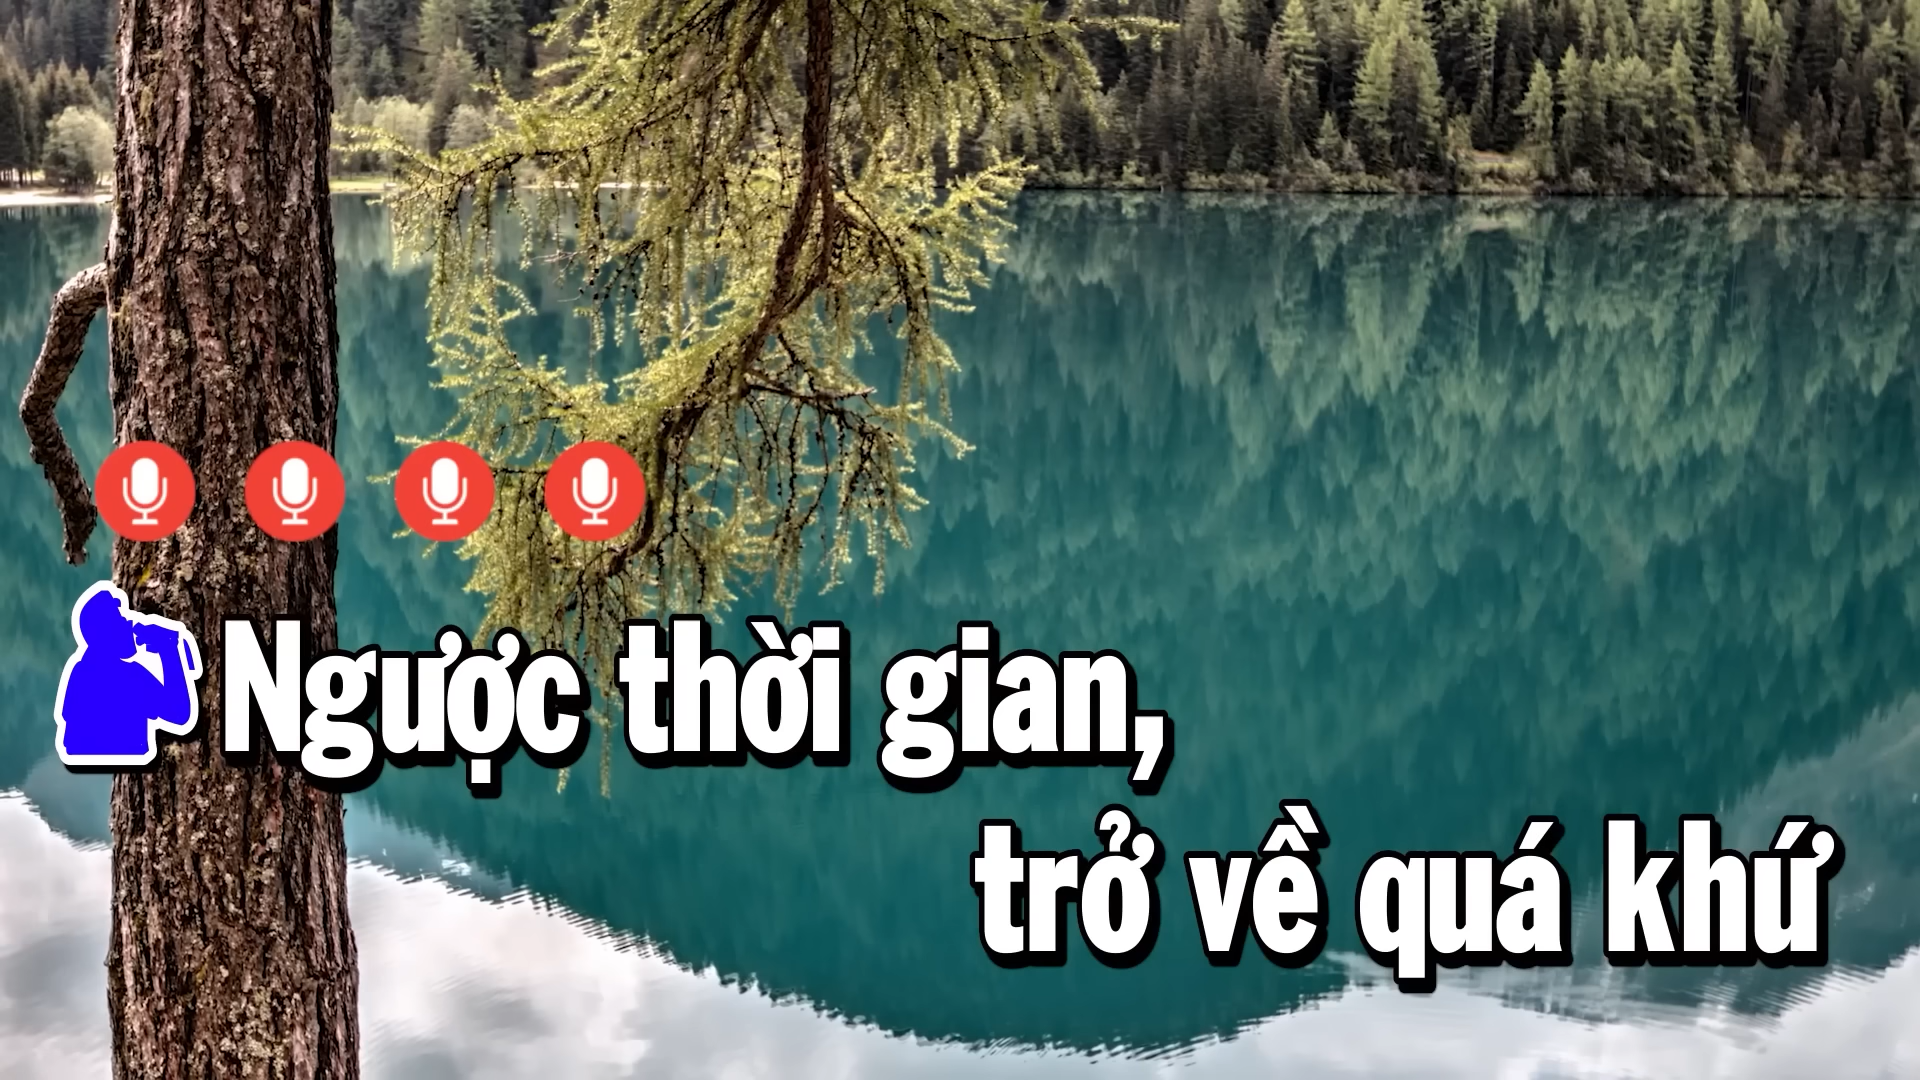 Ngược thời gian,
trở về quá khứ